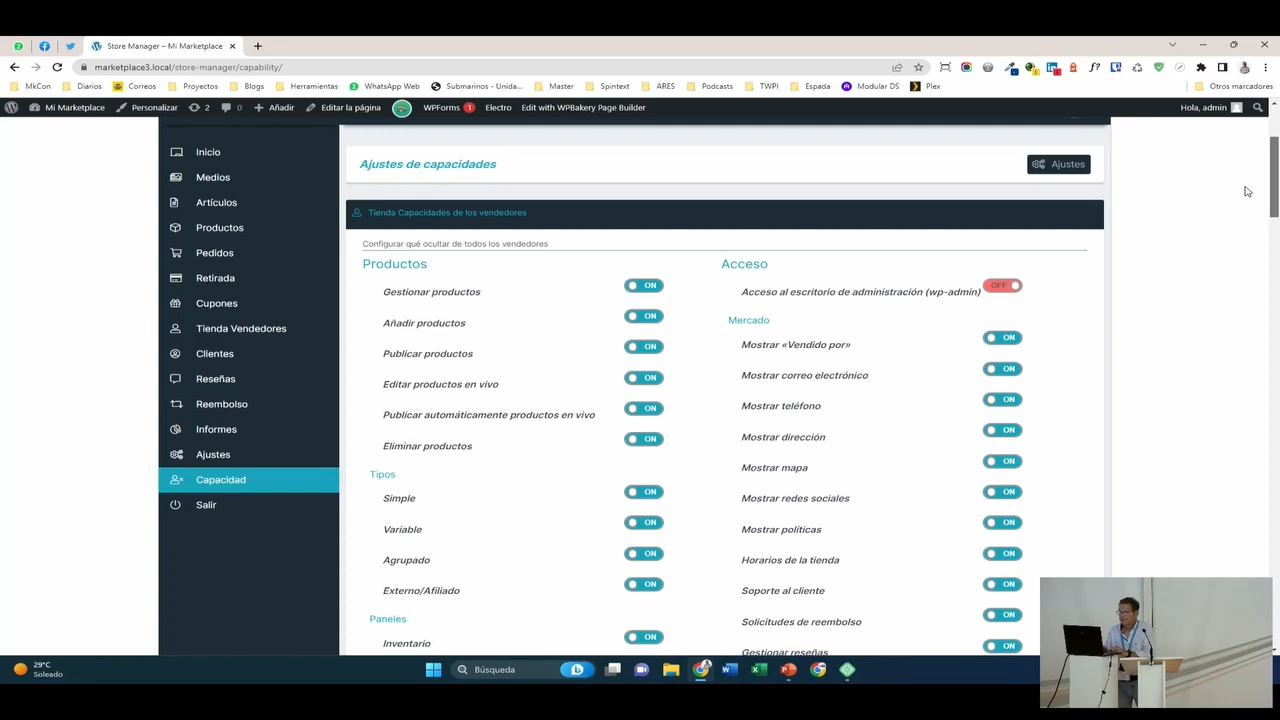 Store Manager – Mi Marketplace
marketplace3.local/store-manager/capability/
MkCon Diarios Correos Proyectos Blogs Herramientas WhatsApp Web Submarinos - Unida... Master Spintext ARES Podcasts TWPI Espada Modular DS Plex Otros marcadores
Mi Marketplace Personalizar 2 0 Añadir Editar la página WPForms 1 Electro Edit with WPBakery Page Builder Hola, admin
Inicio
Medios
Artículos
Productos
Pedidos
Retirada
Cupones
Tienda Vendedores
Clientes
Reseñas
Reembolso
Informes
Ajustes
Capacidad
Salir
Ajustes de capacidades
Ajustes
Tienda Capacidades de los vendedores
Configurar qué ocultar de todos los vendedores
Productos
Gestionar productos ON
Añadir productos ON
Publicar productos ON
Editar productos en vivo ON
Publicar automáticamente productos en vivo ON
Eliminar productos ON
Tipos
Simple ON
Variable ON
Agrupado ON
Externo/Afiliado ON
Paneles
Inventario ON
Acceso
Acceso al escritorio de administración (wp-admin) OFF
Mercado
Mostrar «Vendido por» ON
Mostrar correo electrónico ON
Mostrar teléfono ON
Mostrar dirección ON
Mostrar mapa ON
Mostrar redes sociales ON
Mostrar políticas ON
Horarios de la tienda ON
Soporte al cliente ON
Solicitudes de reembolso ON
Gestionar reseñas ON
29°C
Soleado
Búsqueda